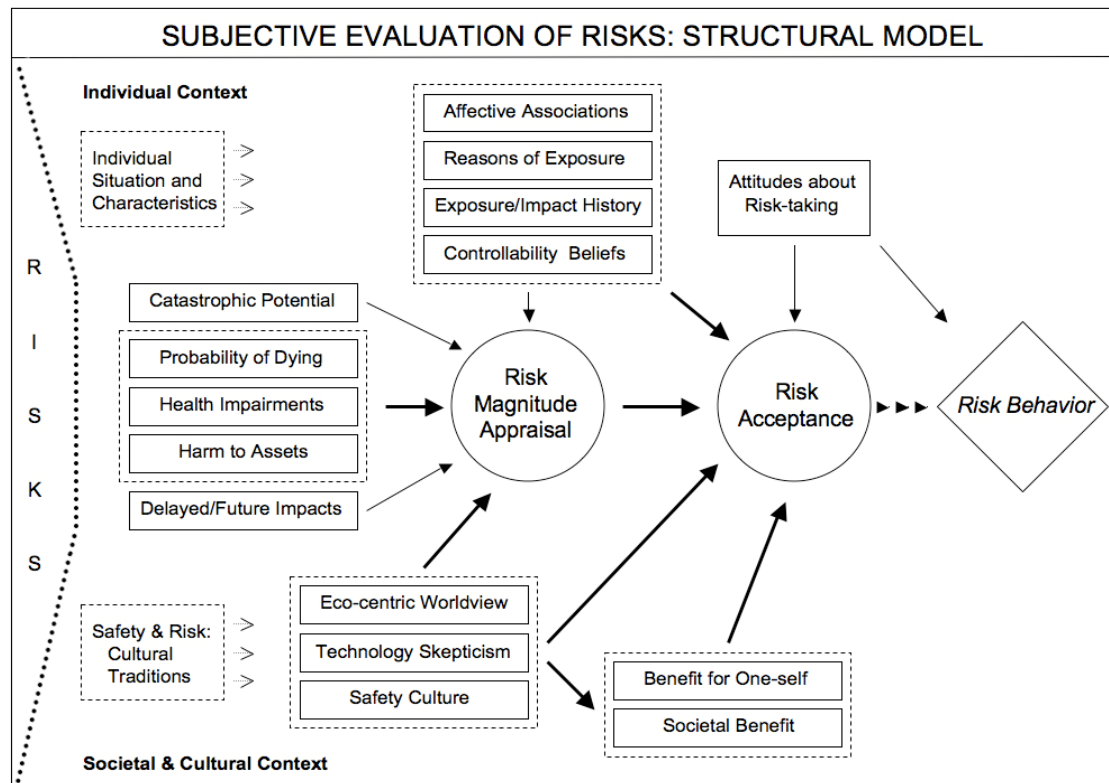 SUBJECTIVE EVALUATION OF RISKS: STRUCTURAL MODEL
Individual Context
Individual
Situation and
Characteristics
Affective Associations
Reasons of Exposure
Exposure/Impact History
Controllability Beliefs
Attitudes about
Risk-taking
R
I
S
K
S
Catastrophic Potential
Probability of Dying
Health Impairments
Harm to Assets
Delayed/Future Impacts
Risk
Magnitude
Appraisal
Risk
Acceptance
Risk Behavior
Safety & Risk:
Cultural
Traditions
Eco-centric Worldview
Technology Skepticism
Safety Culture
Benefit for One-self
Societal Benefit
Societal & Cultural Context